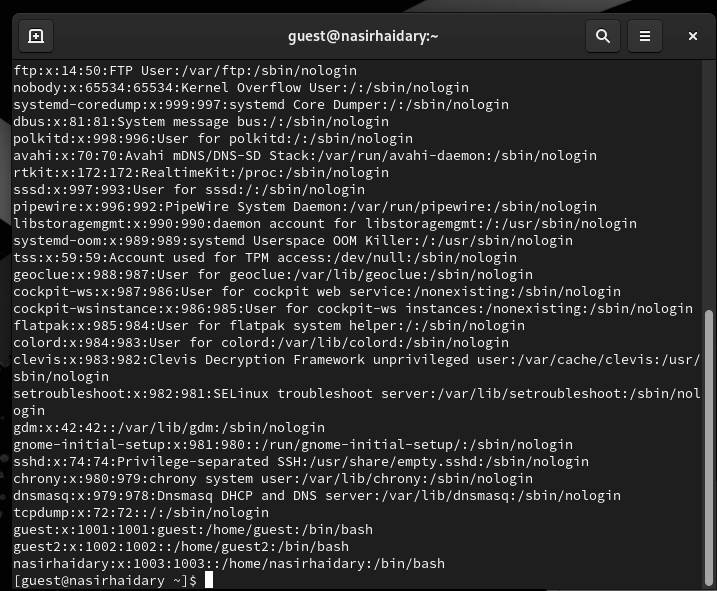 guest@nasirhaidary:~
ftp:x:14:50:FTP User:/var/ftp:/sbin/nologin
nobody:x:65534:65534:Kernel Overflow User:/:/sbin/nologin
systemd-coredump:x:999:997:systemd Core Dumper:/:/sbin/nologin
dbus:x:81:81:System message bus:/:/sbin/nologin
polkitd:x:998:996:User for polkitd:/:/sbin/nologin
avahi:x:70:70:Avahi mDNS/DNS-SD Stack:/var/run/avahi-daemon:/sbin/nologin
rtkit:x:172:172:RealtimeKit:/proc:/sbin/nologin
sssd:x:997:993:User for sssd:/:/sbin/nologin
pipewire:x:996:992:PipeWire System Daemon:/var/run/pipewire:/sbin/nologin
libstoragemgmt:x:990:990:daemon account for libstoragemgmt:/:/usr/sbin/nologin
systemd-oom:x:989:989:systemd Userspace OOM Killer:/:/usr/sbin/nologin
tss:x:59:59:Account used for TPM access:/dev/null:/sbin/nologin
geoclue:x:988:987:User for geoclue:/var/lib/geoclue:/sbin/nologin
cockpit-ws:x:987:986:User for cockpit web service:/nonexisting:/sbin/nologin
cockpit-wsinstance:x:986:985:User for cockpit-ws instances:/nonexisting:/sbin/nologin
flatpak:x:985:984:User for flatpak system helper:/:/sbin/nologin
colord:x:984:983:User for colord:/var/lib/colord:/sbin/nologin
clevis:x:983:982:Clevis Decryption Framework unprivileged user:/var/cache/clevis:/usr/
sbin/nologin
setroubleshoot:x:982:981:SELinux troubleshoot server:/var/lib/setroubleshoot:/sbin/nol
ogin
gdm:x:42:42::/var/lib/gdm:/sbin/nologin
gnome-initial-setup:x:981:980::/run/gnome-initial-setup/:/sbin/nologin
sshd:x:74:74:Privilege-separated SSH:/usr/share/empty.sshd:/sbin/nologin
chrony:x:980:979:chrony system user:/var/lib/chrony:/sbin/nologin
dnsmasq:x:979:978:Dnsmasq DHCP and DNS server:/var/lib/dnsmasq:/sbin/nologin
tcpdump:x:72:72::/:/sbin/nologin
guest:x:1001:1001:guest:/home/guest:/bin/bash
guest2:x:1002:1002::/home/guest2:/bin/bash
nasirhaidary:x:1003:1003::/home/nasirhaidary:/bin/bash
[guest@nasirhaidary ~]$